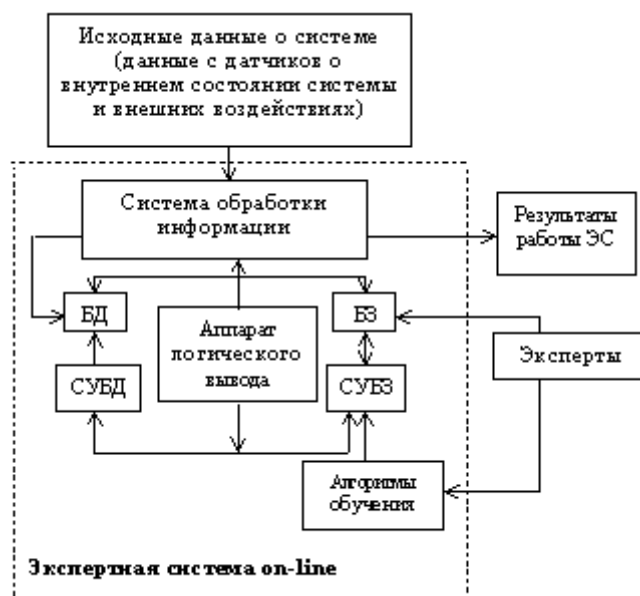 Исходные данные о системе
(данные с датчиков о
внутреннем состоянии системы
и внешних воздействиях)
Система обработки
информации
Результаты
работы ЭС
БД
Аппарат
логического
вывода
БЗ
Эксперты
СУБД
СУБЗ
Алгоритмы
обучения
Экспертная система on-line